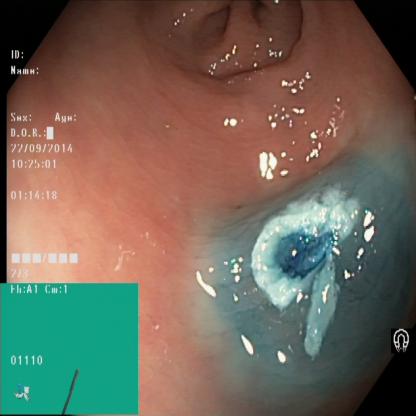 ID:
Name:
Sex: Age:
D.O.B.:
22/09/2014
10:25:01
01:14:18
■■■/■■■
2/3
Eh:A1 Cm:1
01110